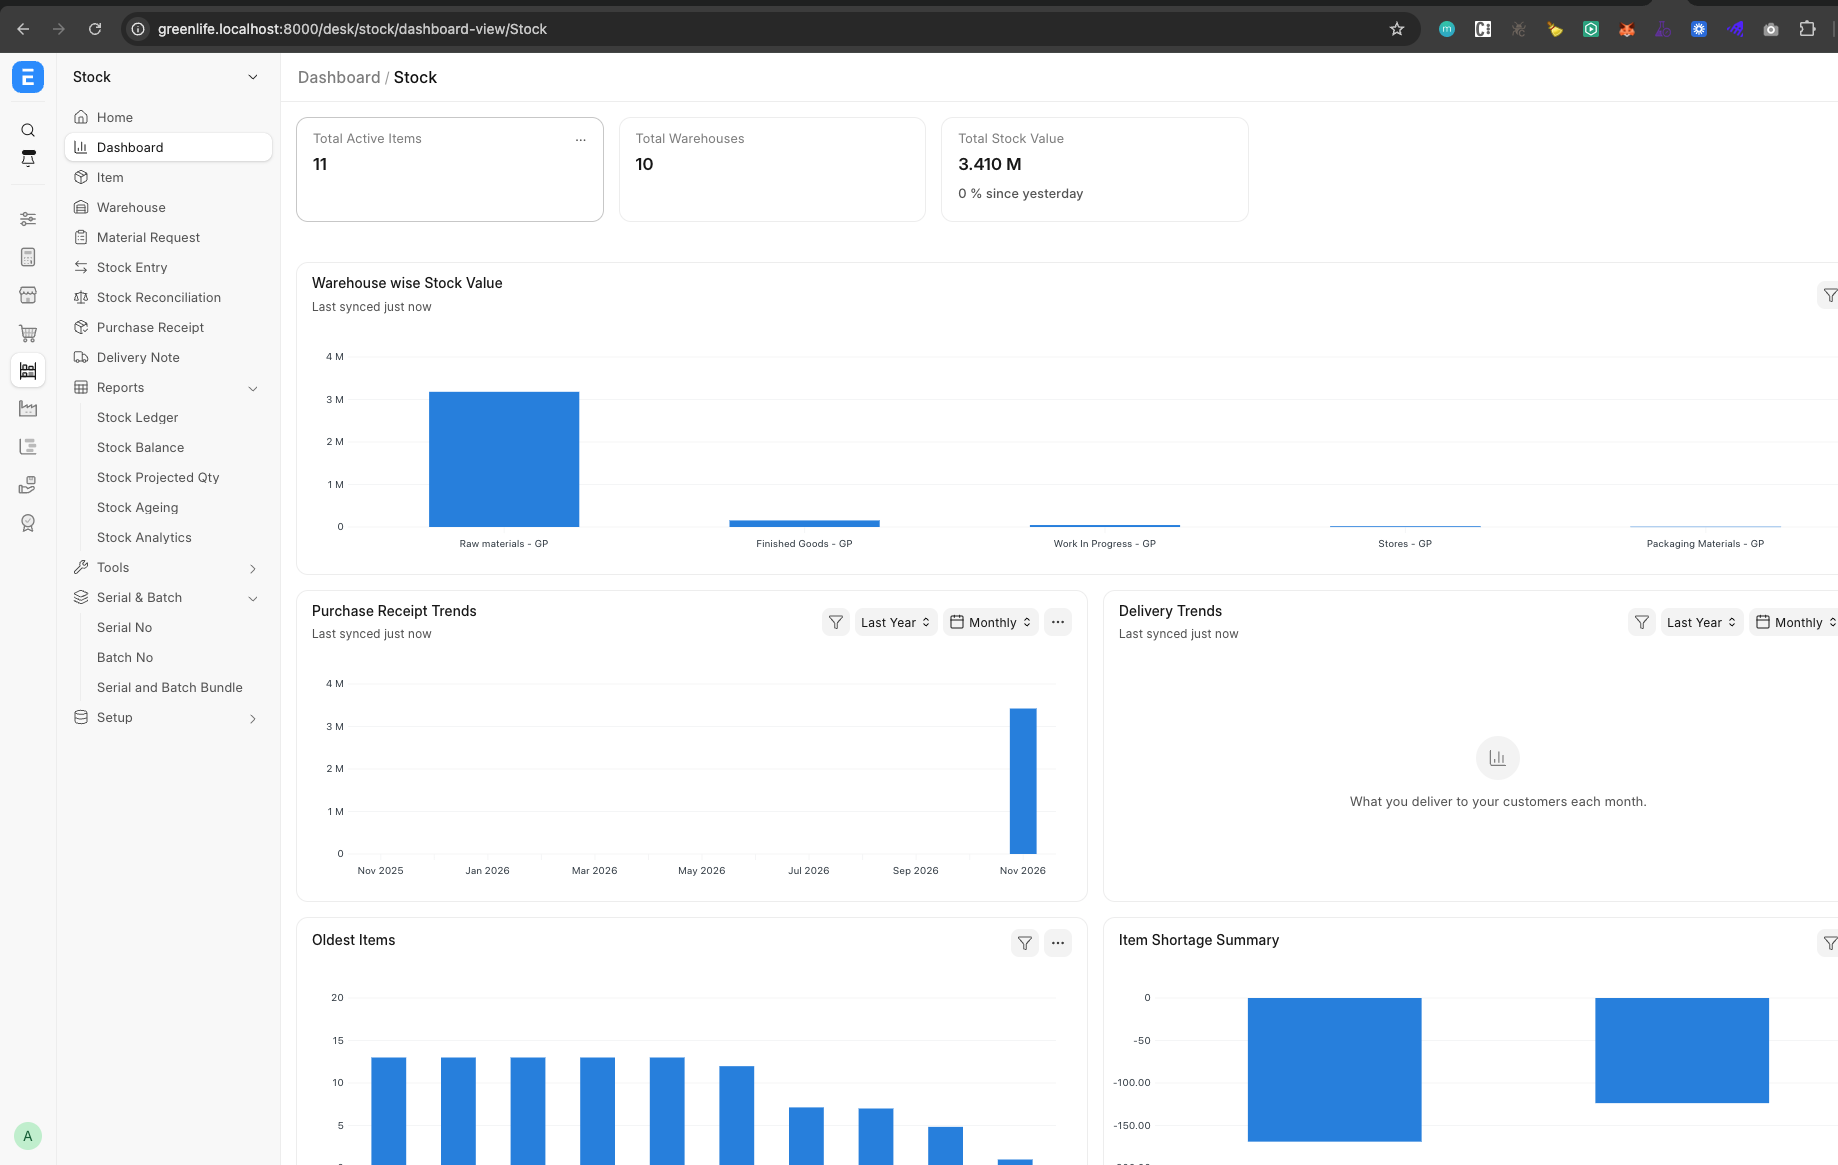 greenlife.localhost:8000/desk/stock/dashboard-view/Stock
Stock
Home
Dashboard
Item
Warehouse
Material Request
Stock Entry
Stock Reconciliation
Purchase Receipt
Delivery Note
Reports
Stock Ledger
Stock Balance
Stock Projected Qty
Stock Ageing
Stock Analytics
Tools
Serial & Batch
Serial No
Batch No
Serial and Batch Bundle
Setup
A
Dashboard / Stock
Total Active Items
11
Total Warehouses
10
Total Stock Value
3.410 M
0 % since yesterday
Warehouse wise Stock Value
Last synced just now
4 M
3 M
2 M
1 M
0
Raw materials - GP
Finished Goods - GP
Work In Progress - GP
Stores - GP
Packaging Materials - GP
Purchase Receipt Trends
Last synced just now
Last Year
Monthly
4 M
3 M
2 M
1 M
0
Nov 2025
Jan 2026
Mar 2026
May 2026
Jul 2026
Sep 2026
Nov 2026
Delivery Trends
Last synced just now
Last Year
Monthly
What you deliver to your customers each month.
Oldest Items
20
15
10
5
Item Shortage Summary
0
-50
-100.00
-150.00